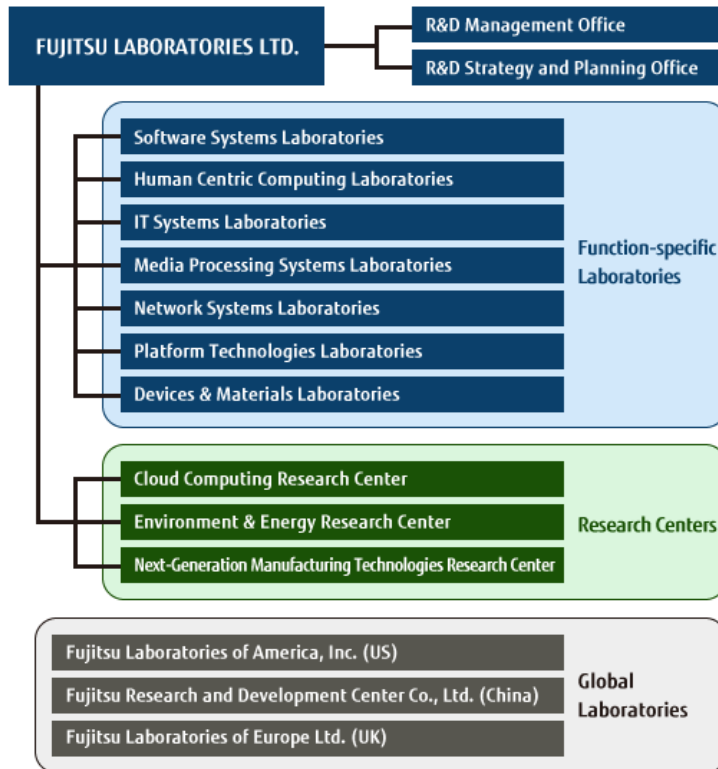 FUJITSU LABORATORIES LTD.
R&D Management Office
R&D Strategy and Planning Office
Software Systems Laboratories
Human Centric Computing Laboratories
IT Systems Laboratories
Media Processing Systems Laboratories
Network Systems Laboratories
Platform Technologies Laboratories
Devices & Materials Laboratories
Function-specific
Laboratories
Cloud Computing Research Center
Environment & Energy Research Center
Next-Generation Manufacturing Technologies Research Center
Research Centers
Fujitsu Laboratories of America, Inc. (US)
Fujitsu Research and Development Center Co., Ltd. (China)
Fujitsu Laboratories of Europe Ltd. (UK)
Global
Laboratories